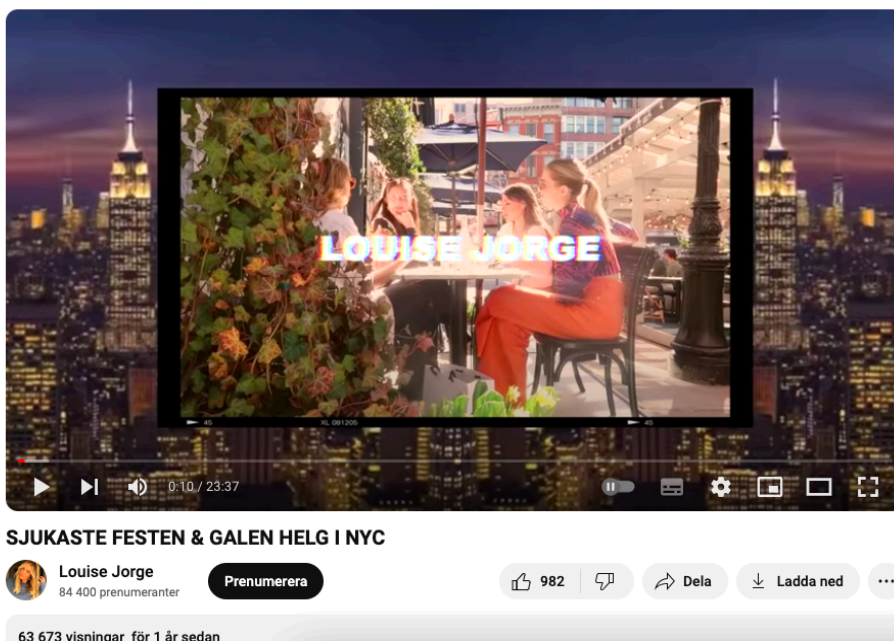 LOUISE JORGE
45
XL 081205
45
0:10 / 23:37
SJUKASTE FESTEN & GALEN HELG I NYC
Louise Jorge
84 400 prenumeranter
Prenumerera
982
Dela
Ladda ned
63 673 visningar för 1 år sedan